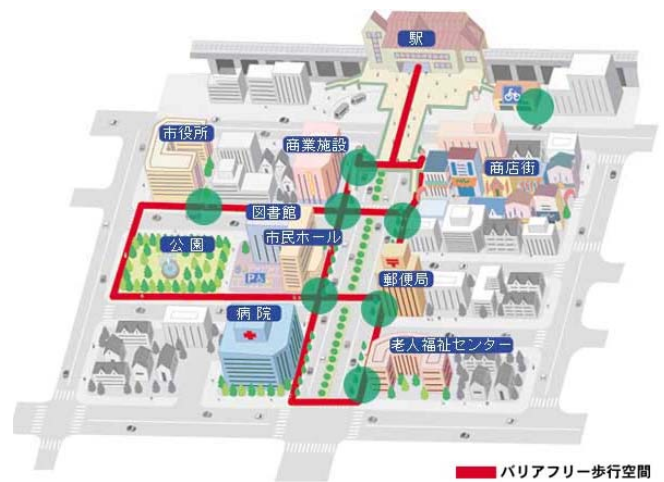 駅
市役所
商業施設
商店街
図書館
市民ホール
公園
郵便局
病院
老人福祉センター
バリアフリー歩行空間